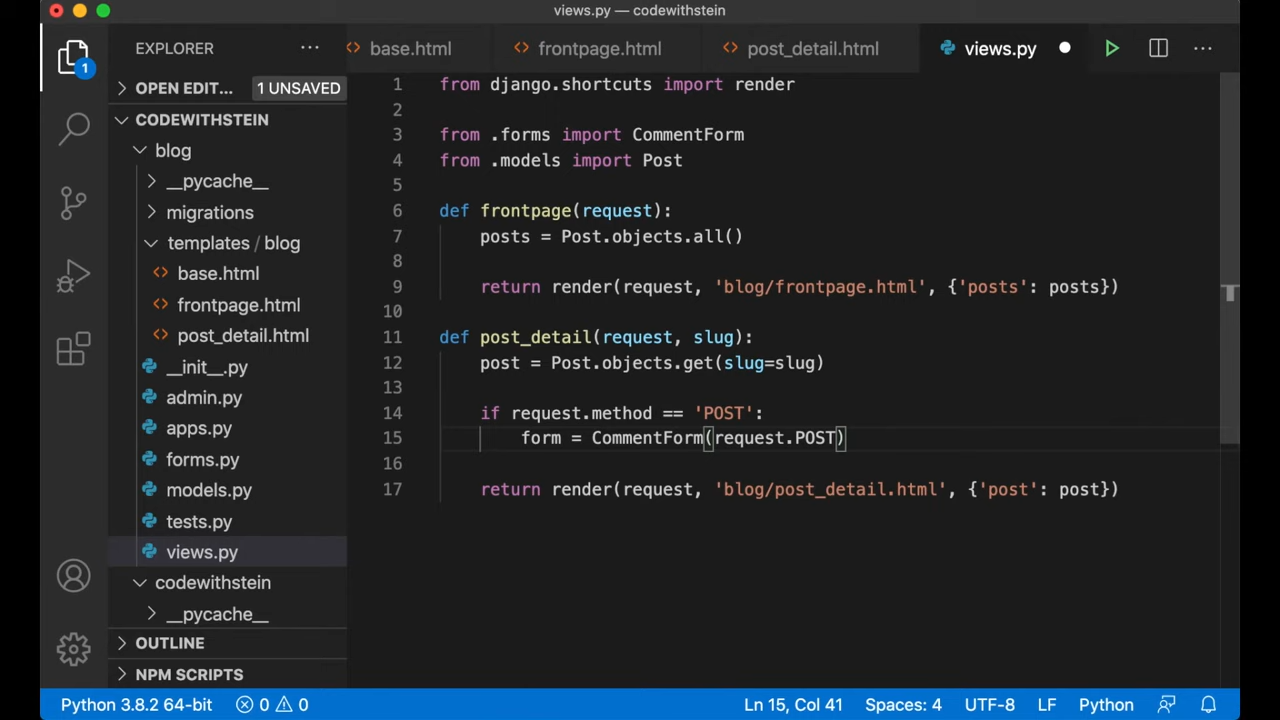 views.py — codewithstein
EXPLORER
base.html
frontpage.html
post_detail.html
views.py
1
OPEN EDIT...
1 UNSAVED
CODEWITHSTEIN
blog
__pycache__
migrations
templates / blog
base.html
frontpage.html
post_detail.html
__init__.py
admin.py
apps.py
forms.py
models.py
tests.py
views.py
codewithstein
__pycache__
OUTLINE
NPM SCRIPTS
1 from django.shortcuts import render
2
3 from .forms import CommentForm
4 from .models import Post
5
6 def frontpage(request):
7 posts = Post.objects.all()
8
9 return render(request, 'blog/frontpage.html', {'posts': posts})
10
11 def post_detail(request, slug):
12 post = Post.objects.get(slug=slug)
13
14 if request.method == 'POST':
15 form = CommentForm(request.POST)
16
17 return render(request, 'blog/post_detail.html', {'post': post})
Python 3.8.2 64-bit 0 0 Ln 15, Col 41 Spaces: 4 UTF-8 LF Python